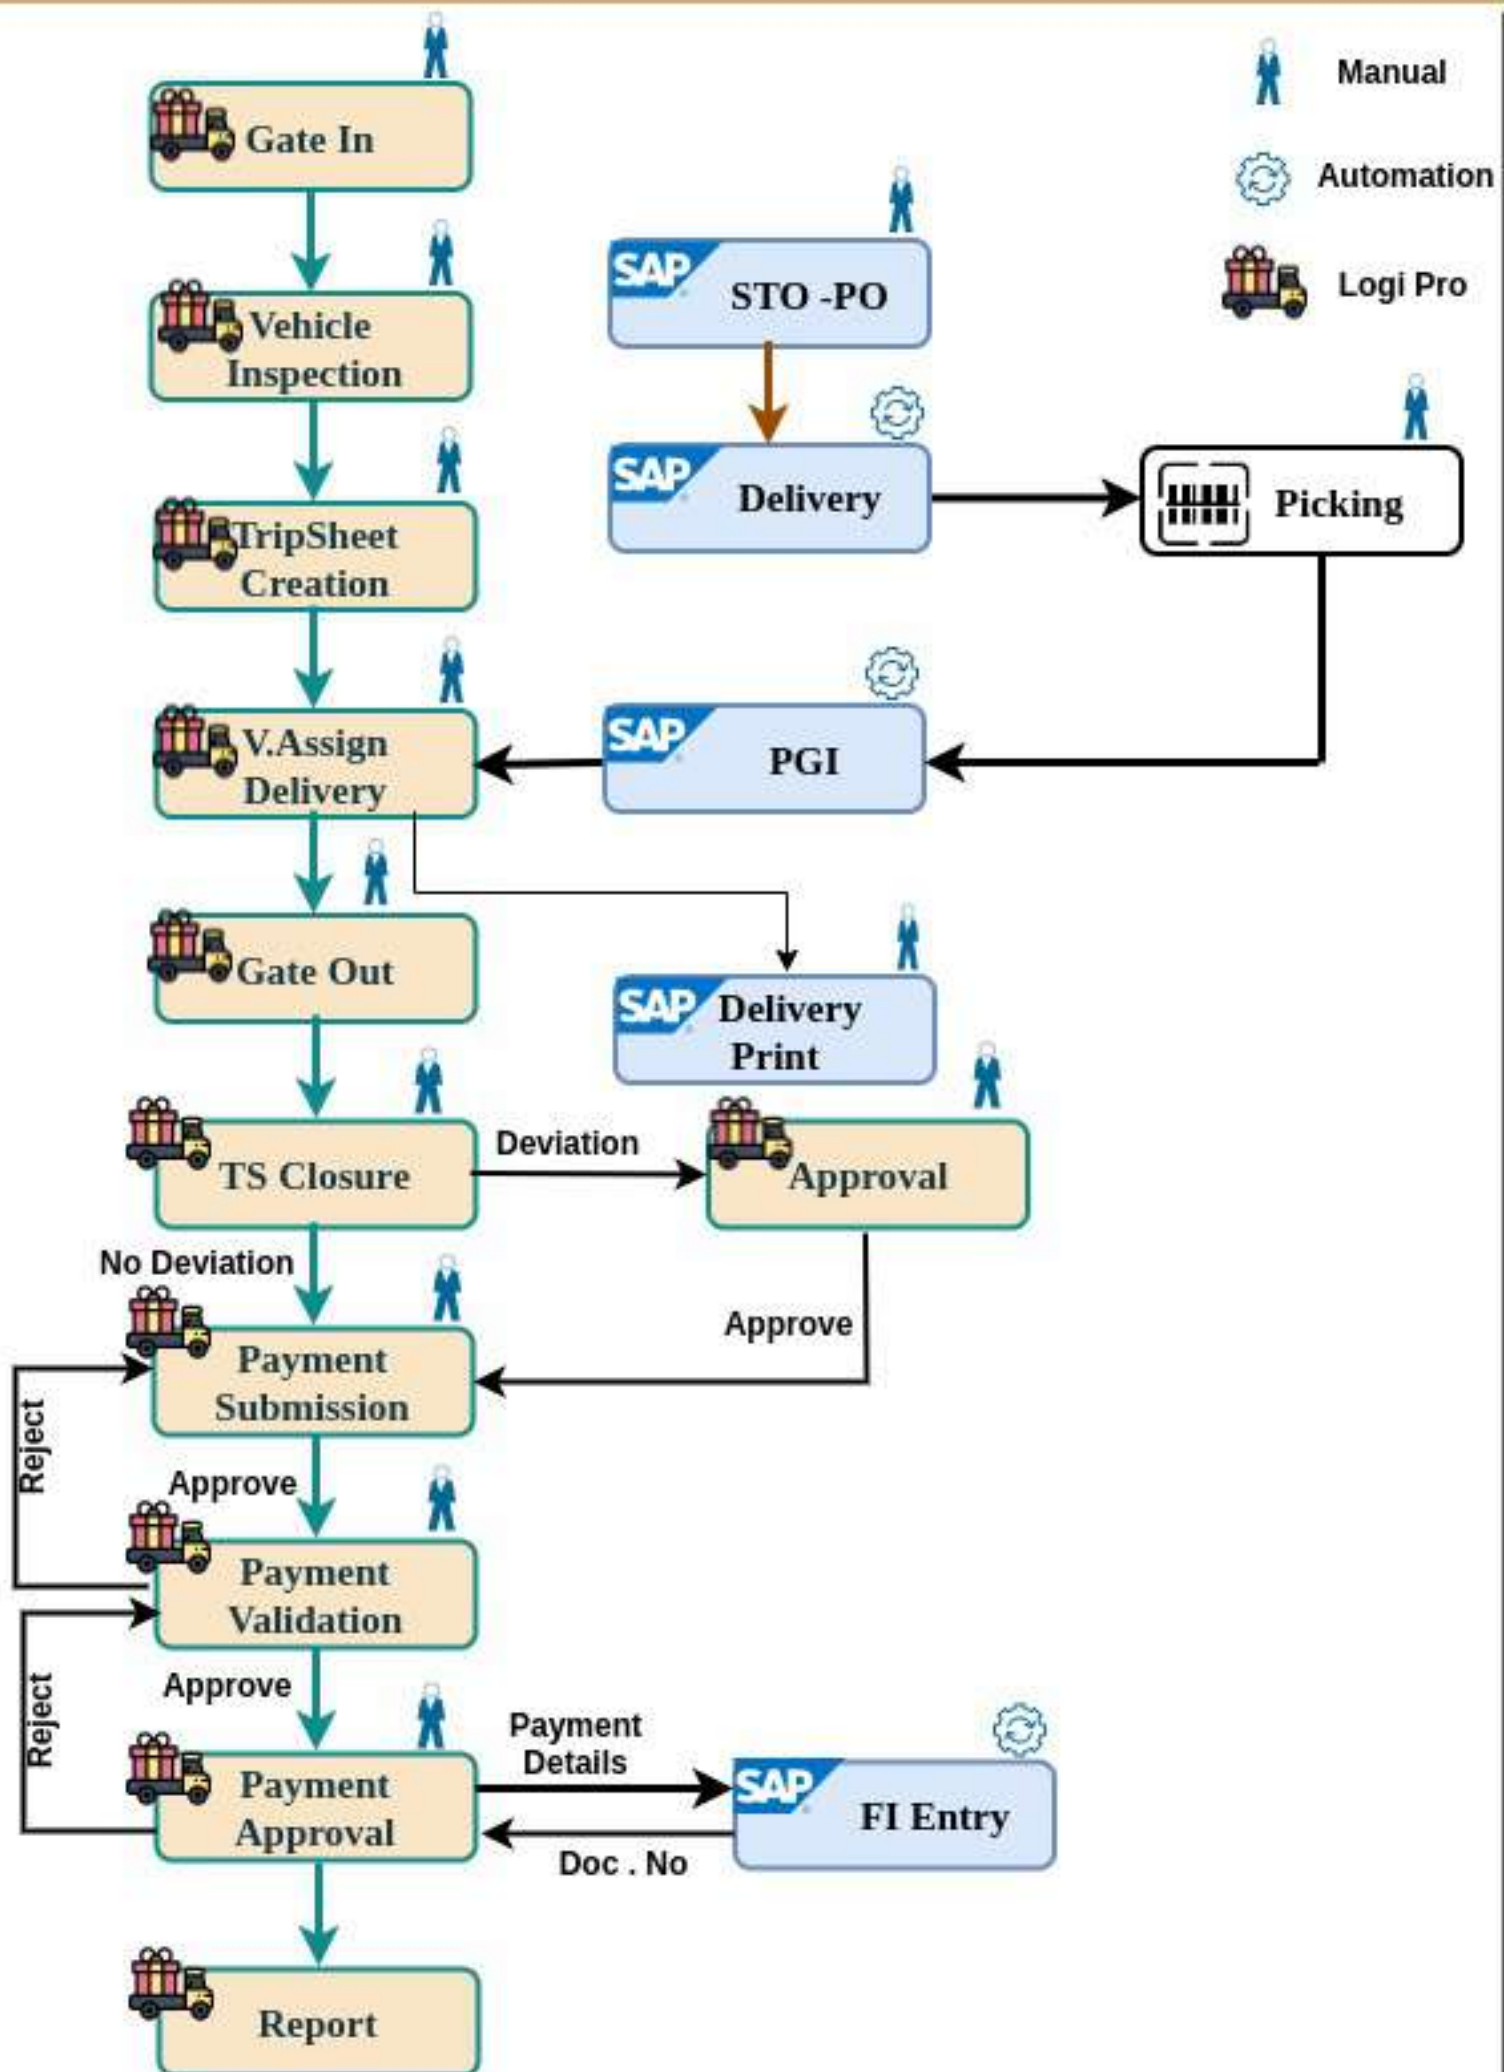 Manual
Automation
Logi Pro
Gate In
Vehicle
Inspection
SAP
STO -PO
TripSheet
Creation
SAP
Delivery
Picking
V.Assign
Delivery
SAP
PGI
Gate Out
SAP
Delivery
Print
TS Closure
Deviation
Approval
No Deviation
Approve
Payment
Submission
Reject
Approve
Payment
Validation
Reject
Approve
Payment
Approval
Payment
Details
SAP
FI Entry
Doc . No
Report